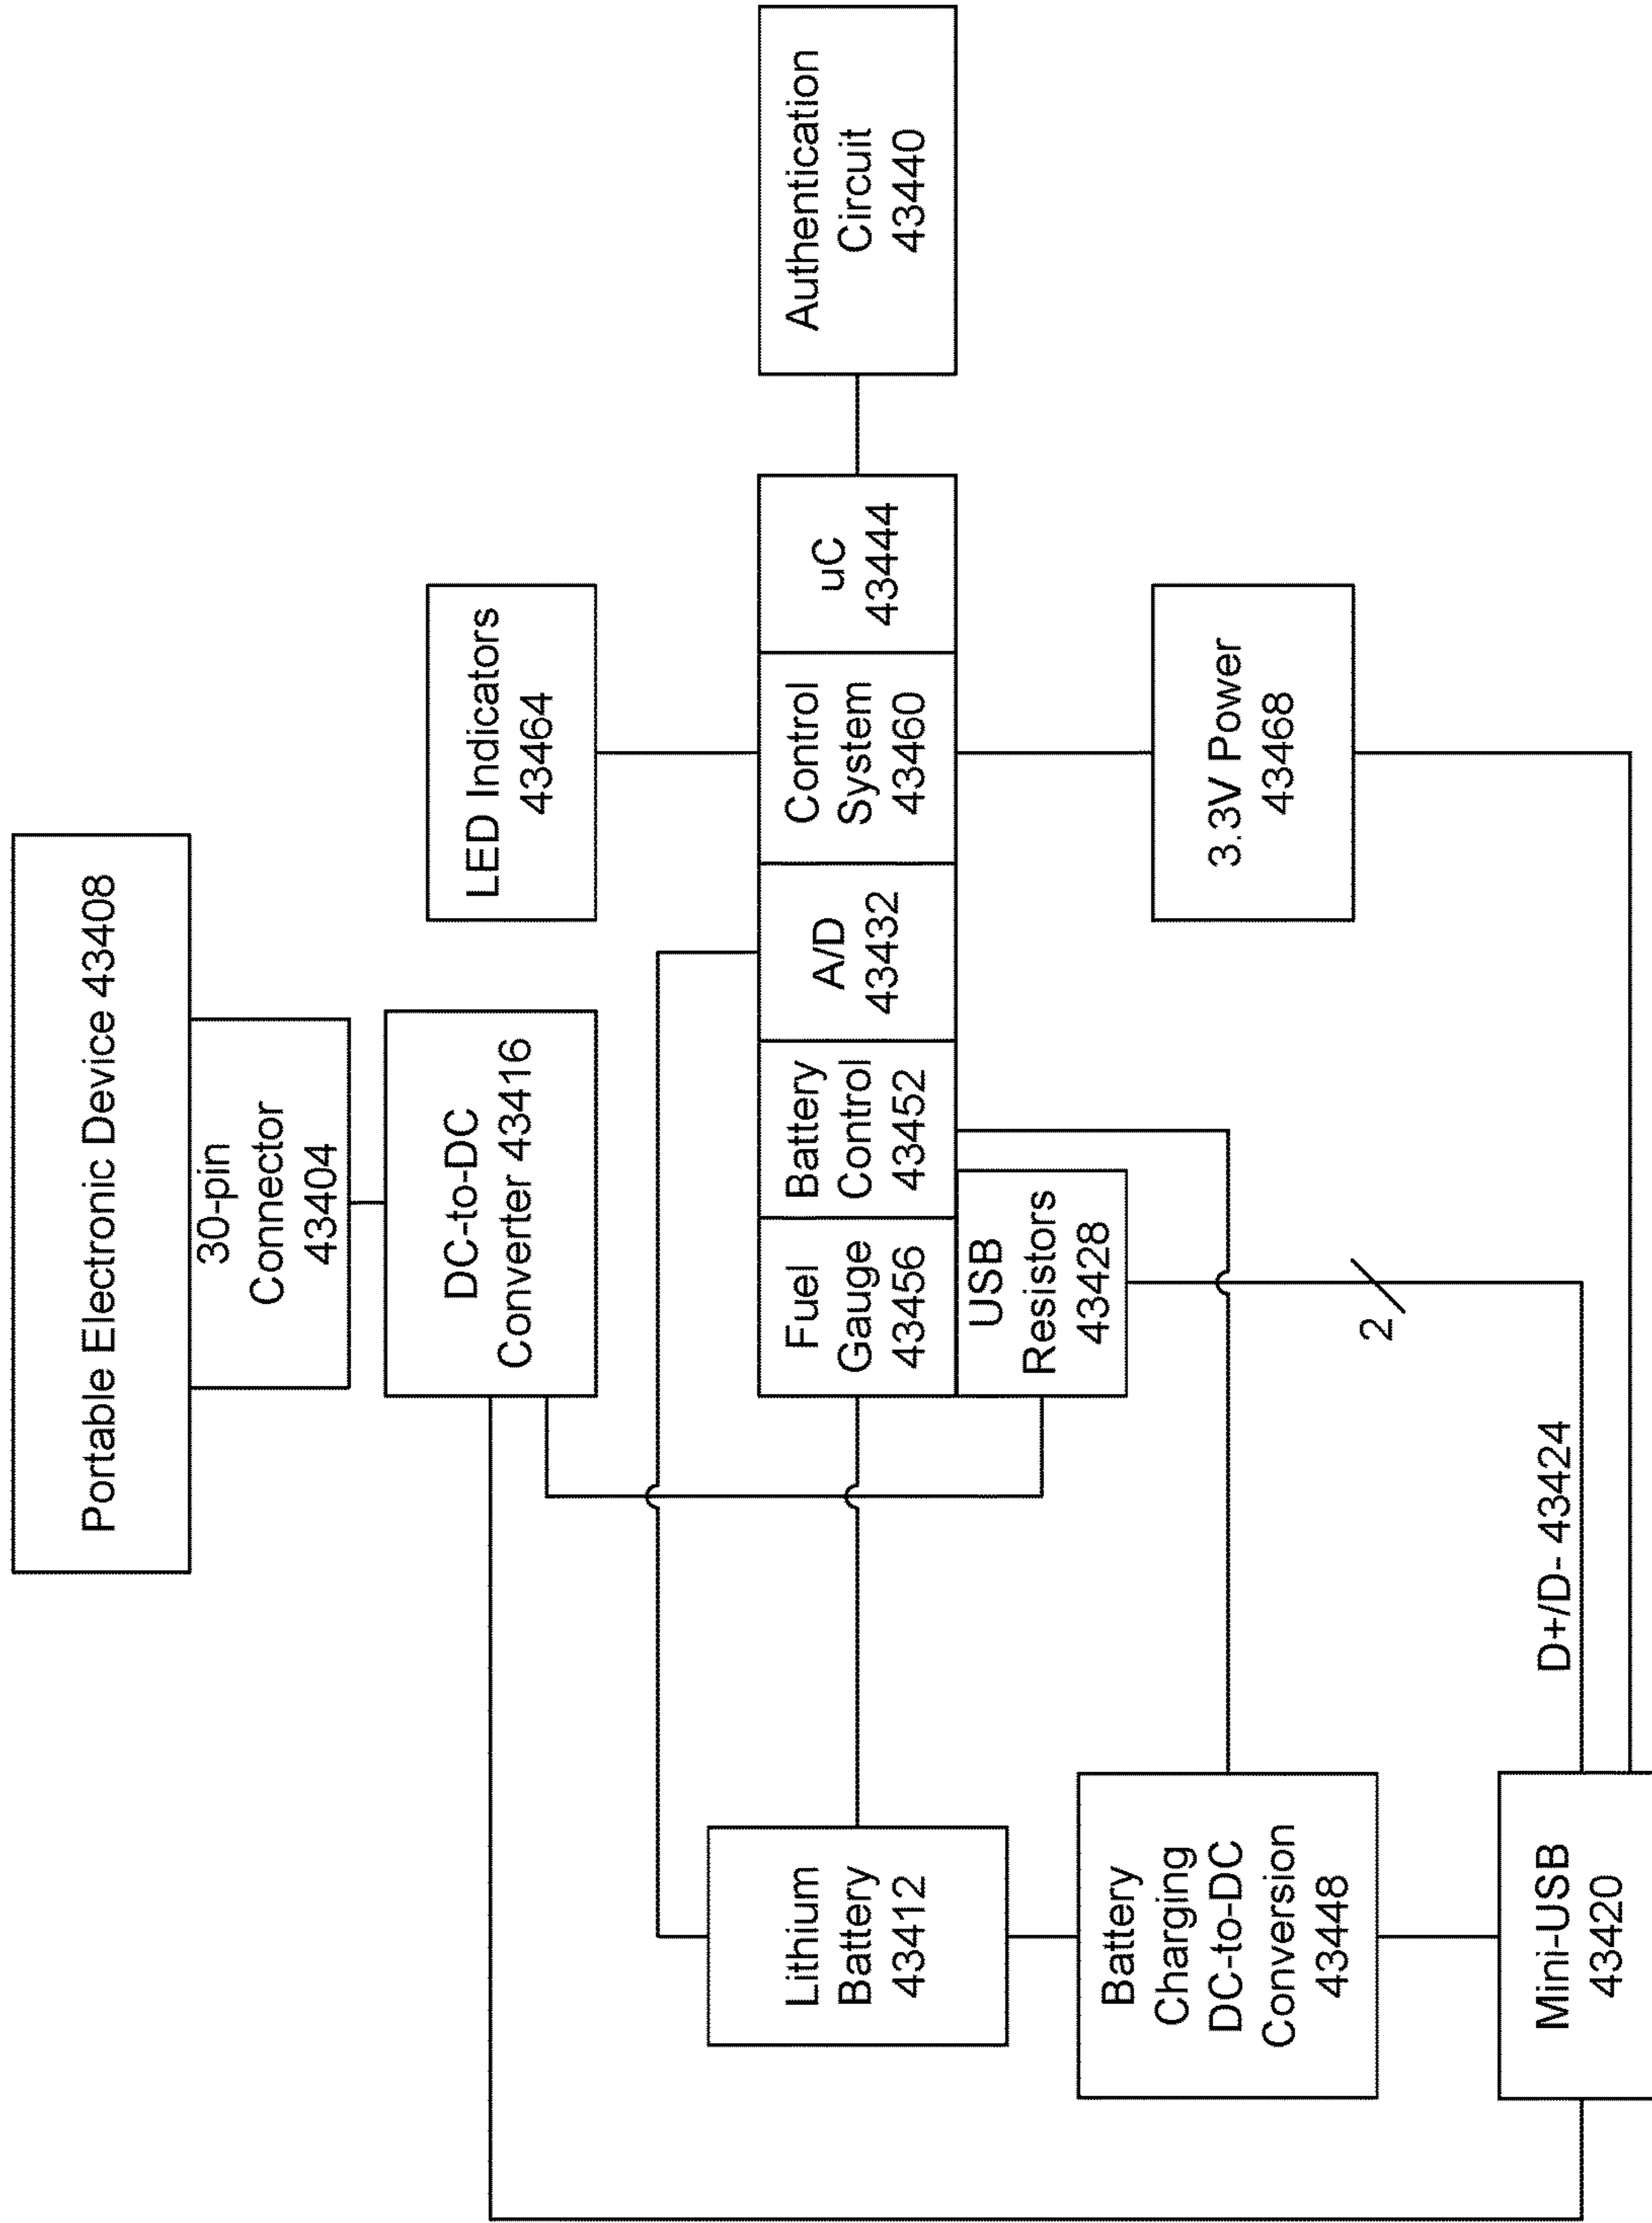 Portable Electronic Device 43408
30-pin
Connector
43404
DC-to-DC
Converter 43416
LED Indicators
43464
Lithium
Battery
43412
Fuel
Gauge
43456
Battery
Control
43452
A/D
43432
Control
System
43460
uC
43444
Authentication
Circuit
43440
USB
Resistors
43428
Battery
Charging
DC-to-DC
Conversion
43448
3.3V Power
43468
2
D+/D- 43424
Mini-USB
43420